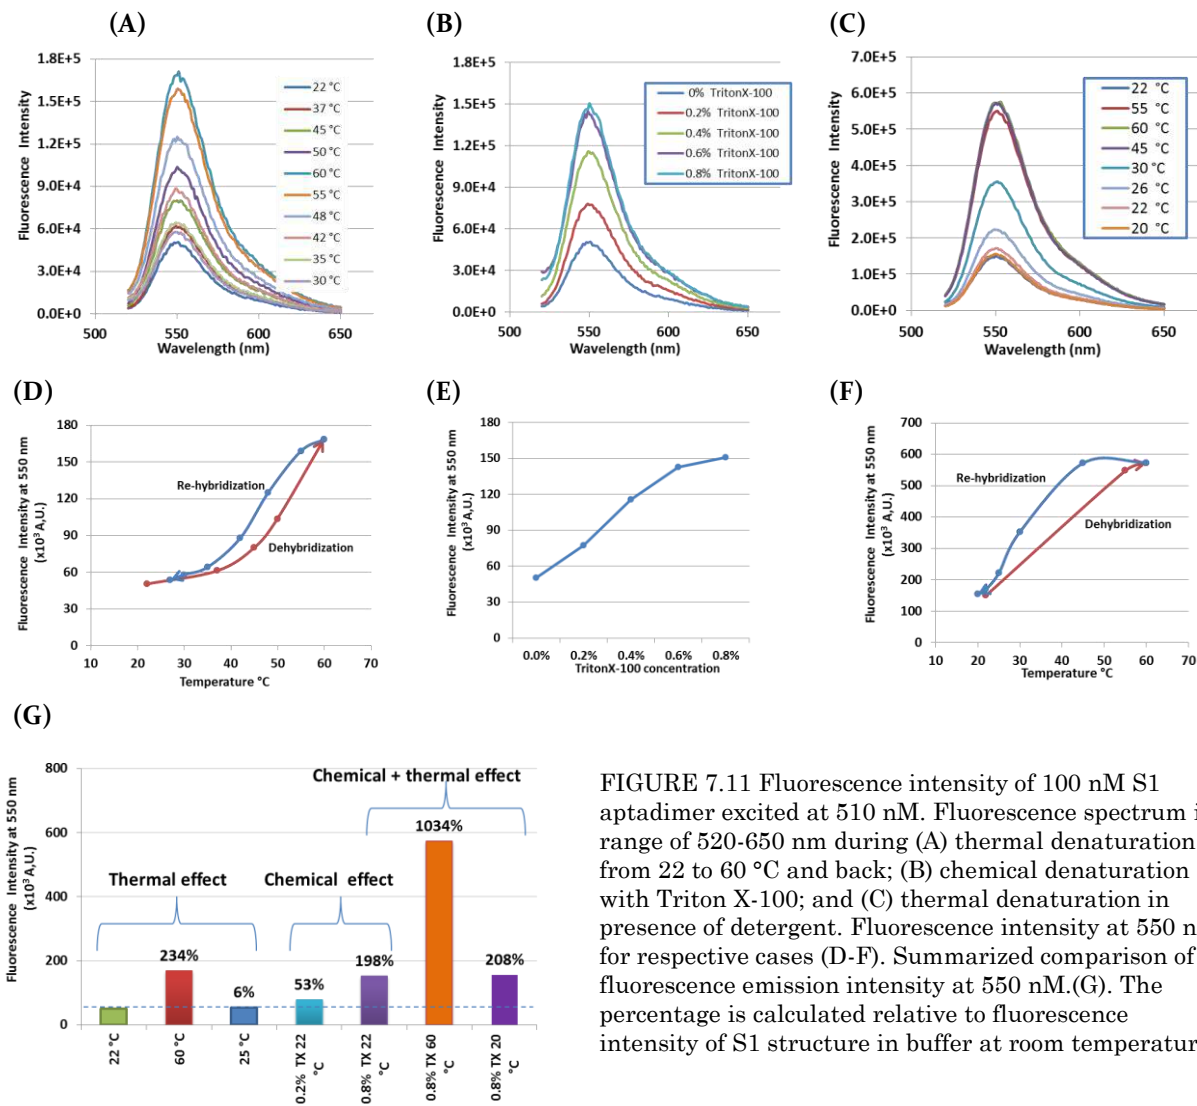 (A)
(B)
(C)
Fluorescence Intensity
1.8E+5
1.5E+5
1.2E+5
9.0E+4
6.0E+4
3.0E+4
0.0E+0
500
550
600
650
Wavelength (nm)
22 °C
37 °C
45 °C
50 °C
60 °C
55 °C
48 °C
42 °C
35 °C
30 °C
Fluorescence Intensity
1.8E+5
1.5E+5
1.2E+5
9.0E+4
6.0E+4
3.0E+4
0.0E+0
500
550
600
650
Wavelength (nm)
0% TritonX-100
0.2% TritonX-100
0.4% TritonX-100
0.6% TritonX-100
0.8% TritonX-100
Fluorescence Intensity
7.0E+5
6.0E+5
5.0E+5
4.0E+5
3.0E+5
2.0E+5
1.0E+5
0.0E+0
500
550
600
650
Wavelength (nm)
22 °C
55 °C
60 °C
45 °C
30 °C
26 °C
22 °C
20 °C
(D)
(E)
(F)
Fluorescence Intensity at 550 nm
(x10³ A,U.)
180
150
120
90
60
30
0
10
20
30
40
50
60
70
Temperature °C
Re-hybridization
Dehybridization
Fluorescence Intensity at 550 nm
(x10³ A,U.)
180
150
120
90
60
30
0
0.0%
0.2%
0.4%
0.6%
0.8%
TritonX-100 concentration
Fluorescence Intensity at 550 nm
(x10³ A,U.)
700
600
500
400
300
200
100
0
10
20
30
40
50
60
70
Temperature °C
Re-hybridization
Dehybridization
(G)
Fluorescence Intensity at 550 nm
(x10³ A,U.)
800
600
400
200
0
Chemical + thermal effect
1034%
Thermal effect
Chemical effect
234%
6%
53%
198%
208%
22 °C
60 °C
25 °C
0.2% TX 22
°C
0.8% TX 22
°C
0.8% TX 60
°C
0.8% TX 20
°C
FIGURE 7.11 Fluorescence intensity of 100 nM S1
aptadimer excited at 510 nM. Fluorescence spectrum i
range of 520-650 nm during (A) thermal denaturation
from 22 to 60 °C and back; (B) chemical denaturation
with Triton X-100; and (C) thermal denaturation in
presence of detergent. Fluorescence intensity at 550 n
for respective cases (D-F). Summarized comparison of
fluorescence emission intensity at 550 nM.(G). The
percentage is calculated relative to fluorescence
intensity of S1 structure in buffer at room temperatur